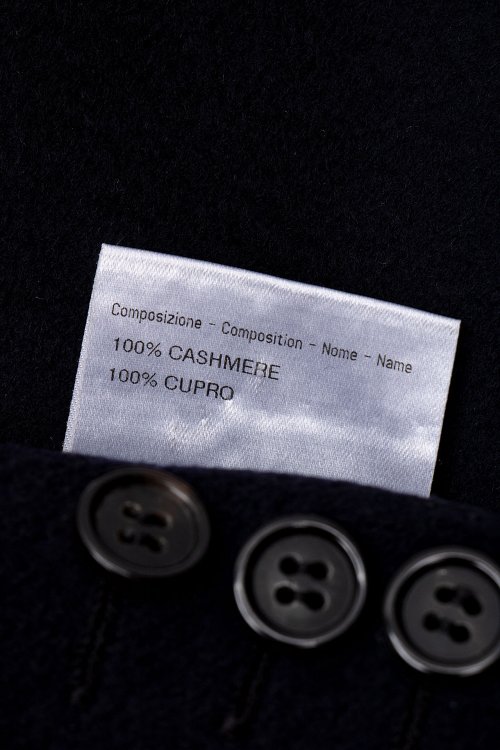 Composizione - Composition - Nome - Name
100% CASHMERE
100% CUPRO